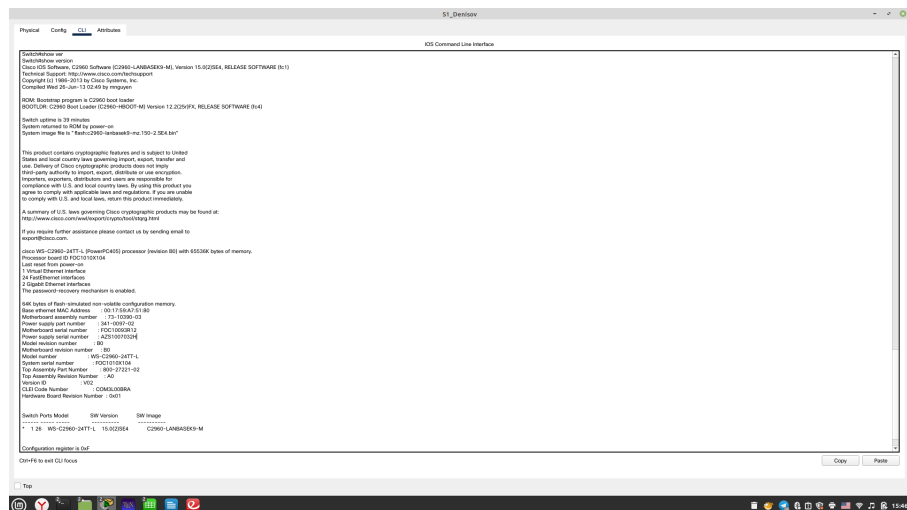 S1_Denisov
Physical Config CLI Attributes
IOS Command Line Interface
Switch#show ver
Switch#show version
Cisco IOS Software, C2960 Software (C2960-LANBASEK9-M), Version 15.0(2)SE4, RELEASE SOFTWARE (fc1)
Technical Support: http://www.cisco.com/techsupport
Copyright (c) 1986-2013 by Cisco Systems, Inc.
Compiled Wed 26-Jun-13 02:49 by mnguyen
ROM: Bootstrap program is C2960 boot loader
BOOTLDR: C2960 Boot Loader (C2960-HBOOT-M) Version 12.2(25r)FX, RELEASE SOFTWARE (fc4)
Switch uptime is 39 minutes
System returned to ROM by power-on
System image file is "flash:c2960-lanbasek9-mz.150-2.SE4.bin"
This product contains cryptographic features and is subject to United
States and local country laws governing import, export, transfer and
use. Delivery of Cisco cryptographic products does not imply
third-party authority to import, export, distribute or use encryption.
Importers, exporters, distributors and users are responsible for
compliance with U.S. and local country laws. By using this product you
agree to comply with applicable laws and regulations. If you are unable
to comply with U.S. and local laws, return this product immediately.
A summary of U.S. laws governing Cisco cryptographic products may be found at:
http://www.cisco.com/wwl/export/crypto/tool/stqrg.html
If you require further assistance please contact us by sending email to
export@cisco.com.
cisco WS-C2960-24TT-L (PowerPC405) processor (revision B0) with 65536K bytes of memory.
Processor board ID FOC1010X104
Last reset from power-on
1 Virtual Ethernet interface
24 FastEthernet interfaces
2 Gigabit Ethernet interfaces
The password-recovery mechanism is enabled.
64K bytes of flash-simulated non-volatile configuration memory.
Base ethernet MAC Address : 00:17:59:A7:51:80
Motherboard assembly number : 73-10390-03
Power supply part number : 341-0097-02
Motherboard serial number : FOC10093R12
Power supply serial number : AZS1007032H
Model revision number : B0
Motherboard revision number : B0
Model number : WS-C2960-24TT-L
System serial number : FOC1010X104
Top Assembly Part Number : 800-27221-02
Top Assembly Revision Number : A0
Version ID : V02
CLEI Code Number : COM3L00BRA
Hardware Board Revision Number : 0x01
Switch Ports Model SW Version SW Image
------ ----- ----- ---------- ----------
* 1 26 WS-C2960-24TT-L 15.0(2)SE4 C2960-LANBASEK9-M
Configuration register is 0xF
Ctrl+F6 to exit CLI focus
Copy Paste
Top
15:46